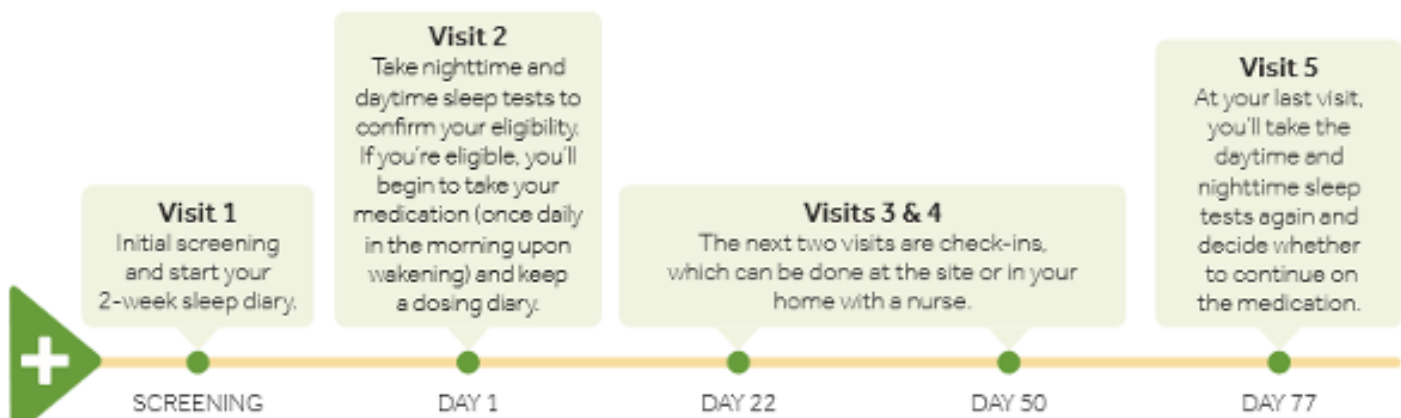 Visit 1
Initial screening
and start your
2-week sleep diary.
Visit 2
Take nighttime and
daytime sleep tests to
confirm your eligibility.
If you're eligible, you'll
begin to take your
medication (once daily
in the morning upon
wakening) and keep
a dosing diary.
Visits 3 & 4
The next two visits are check-ins,
which can be done at the site or in your
home with a nurse.
Visit 5
At your last visit,
you'll take the
daytime and
nighttime sleep
tests again and
decide whether
to continue on
the medication.
SCREENING
DAY 1
DAY 22
DAY 50
DAY 77